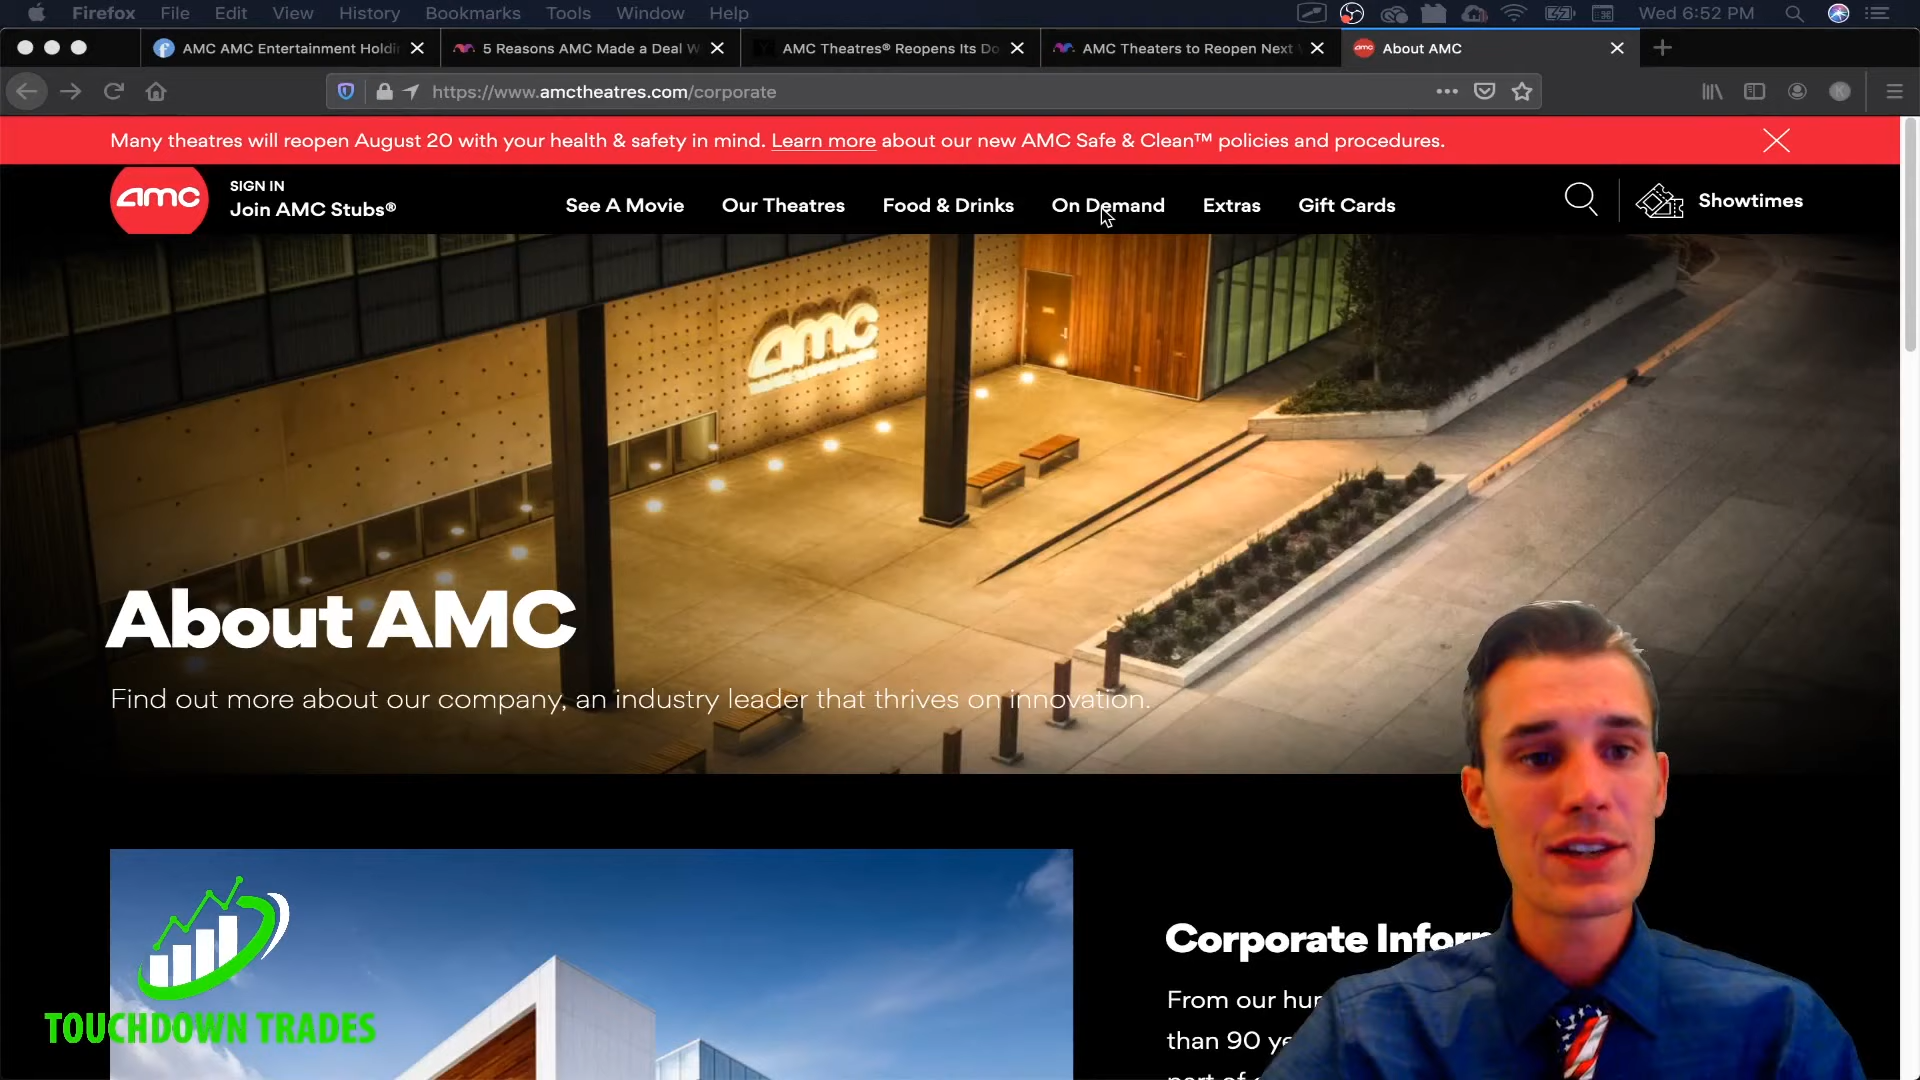 Firefox File Edit View History Bookmarks Tools Window Help Wed 6:52 PM
AMC AMC Entertainment Holdi 5 Reasons AMC Made a Deal W AMC Theatres® Reopens Its Do AMC Theaters to Reopen Next About AMC
https://www.amctheatres.com/corporate
Many theatres will reopen August 20 with your health & safety in mind. Learn more about our new AMC Safe & Clean™ policies and procedures.
amc
SIGN IN
Join AMC Stubs®
See A Movie Our Theatres Food & Drinks On Demand Extras Gift Cards Showtimes
amc
About AMC
Find out more about our company, an industry leader that thrives on innovation.
Corporate Infor
From our hu
than 90 ye
part of
TOUCHDOWN TRADES